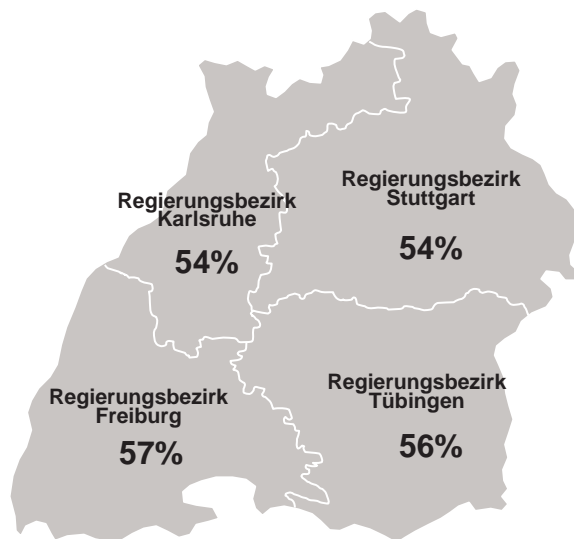 Regierungsbezirk
Stuttgart
54%
Regierungsbezirk
Karlsruhe
54%
Regierungsbezirk
Tübingen
56%
Regierungsbezirk
Freiburg
57%